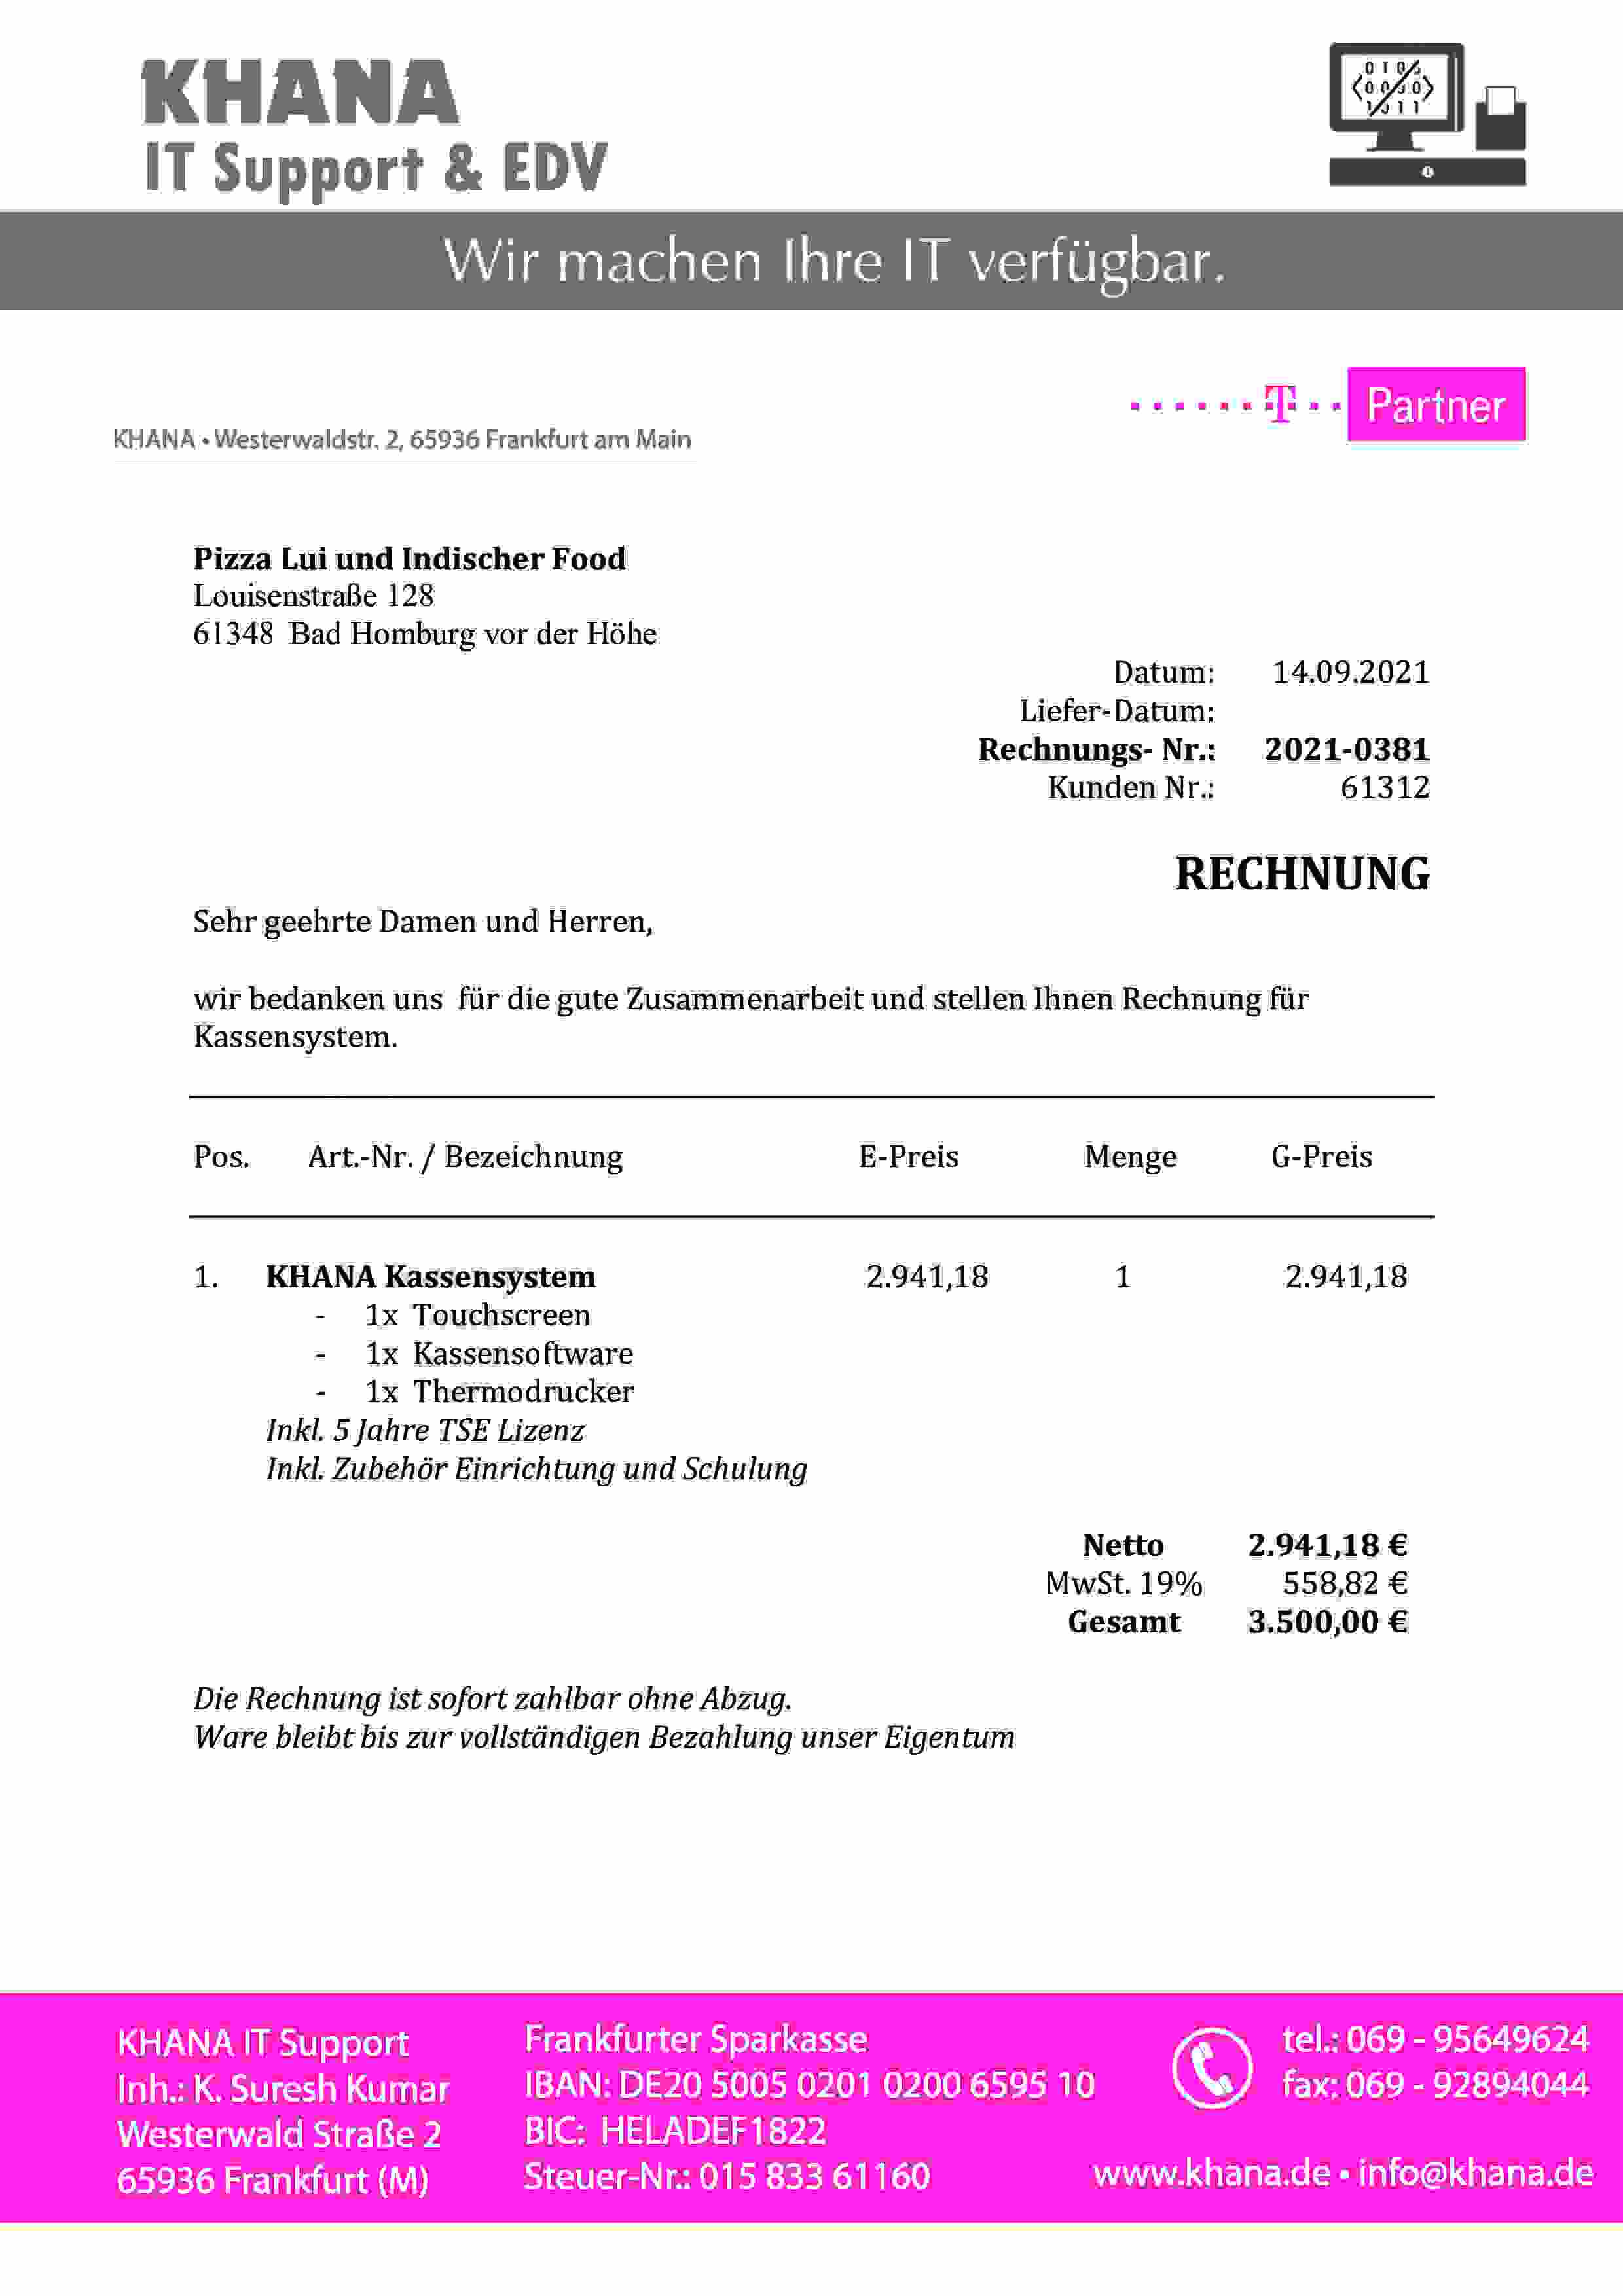 KHANA
IT Support & EDV
Wir machen Ihre IT verfügbar.
T Partner
KHANA • Westerwaldstr. 2, 65936 Frankfurt am Main
Pizza Lui und Indischer Food
Louisenstraße 128
61348 Bad Homburg vor der Höhe
Datum: 14.09.2021
Liefer-Datum:
Rechnungs- Nr.: 2021-0381
Kunden Nr.: 61312
RECHNUNG
Sehr geehrte Damen und Herren,
wir bedanken uns für die gute Zusammenarbeit und stellen Ihnen Rechnung für
Kassensystem.
Pos. Art.-Nr. / Bezeichnung E-Preis Menge G-Preis
1. KHANA Kassensystem 2.941,18 1 2.941,18
- 1x Touchscreen
- 1x Kassensoftware
- 1x Thermodrucker
Inkl. 5 Jahre TSE Lizenz
Inkl. Zubehör Einrichtung und Schulung
Netto 2.941,18 €
MwSt. 19% 558,82 €
Gesamt 3.500,00 €
Die Rechnung ist sofort zahlbar ohne Abzug.
Ware bleibt bis zur vollständigen Bezahlung unser Eigentum
KHANA IT Support
Inh.: K. Suresh Kumar
Westerwald Straße 2
65936 Frankfurt (M)
Frankfurter Sparkasse
IBAN: DE20 5005 0201 0200 6595 10
BIC: HELADEF1822
Steuer-Nr.: 015 833 61160
tel.: 069 - 95649624
fax: 069 - 92894044
www.khana.de • info@khana.de